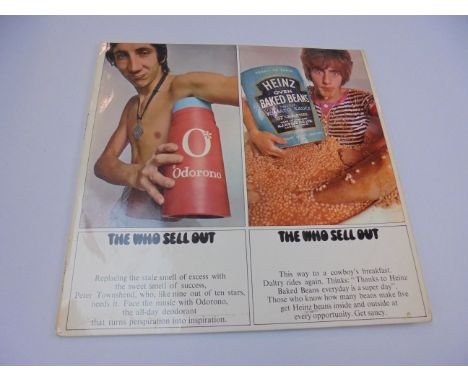 HEINZ
OVEN
BAKED BEANS
TOMATO SAUCE
O
Odorono
THE WHO SELL OUT
Replacing the stale smell of excess with
the sweet smell of success,
Peter Townshend, who, like nine out of ten stars,
needs it. Face the music with Odorono,
the all-day deodorant
that turns perspiration into inspiration.
THE WHO SELL OUT
This way to a cowboy's breakfast.
Daltry rides again. Thinks: "Thanks to Heinz
Baked Beans everyday is a super day".
Those who know how many beans make five
get Heinz beans inside and outside at
every opportunity. Get saucy.